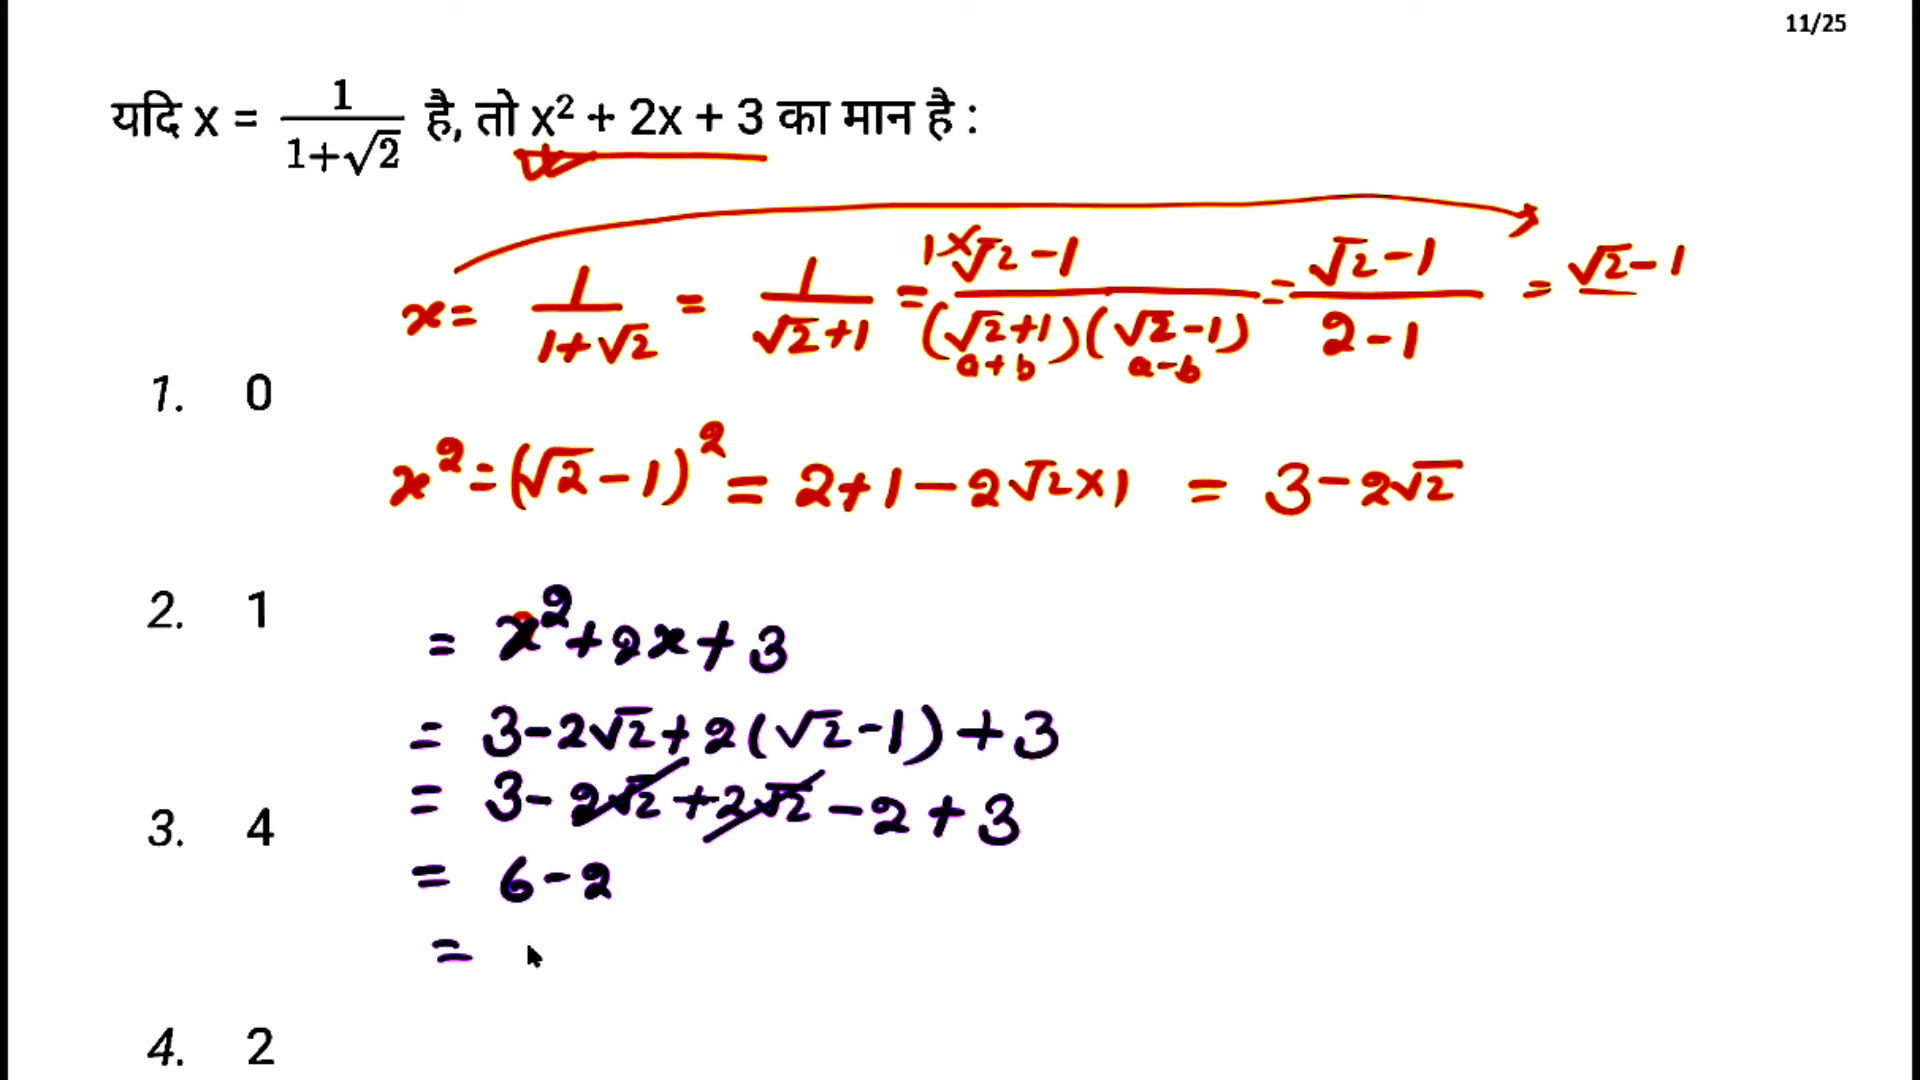 11/25
यदि x = 1/(1+√2) है, तो x² + 2x + 3 का मान है :
x = 1/(1+√2) = 1/(√2+1) = (1×√2-1)/((√2+1)(√2-1)) = (√2-1)/(2-1) = √2-1
a+b a-b
1. 0
x² = (√2-1)² = 2+1-2√2×1 = 3-2√2
2. 1
= x²+2x+3
= 3-2√2+2(√2-1)+3
= 3-2√2+2√2-2+3
3. 4
= 6-2
=
4. 2